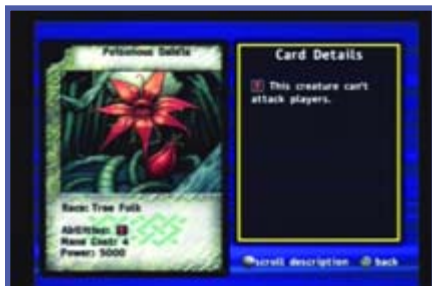 Poisonous Dahlia
Card Details
This creature can't
attack players.
Race: Tree Folk
Abilities:
Mana Cost: 4
Power: 5000
scroll description back